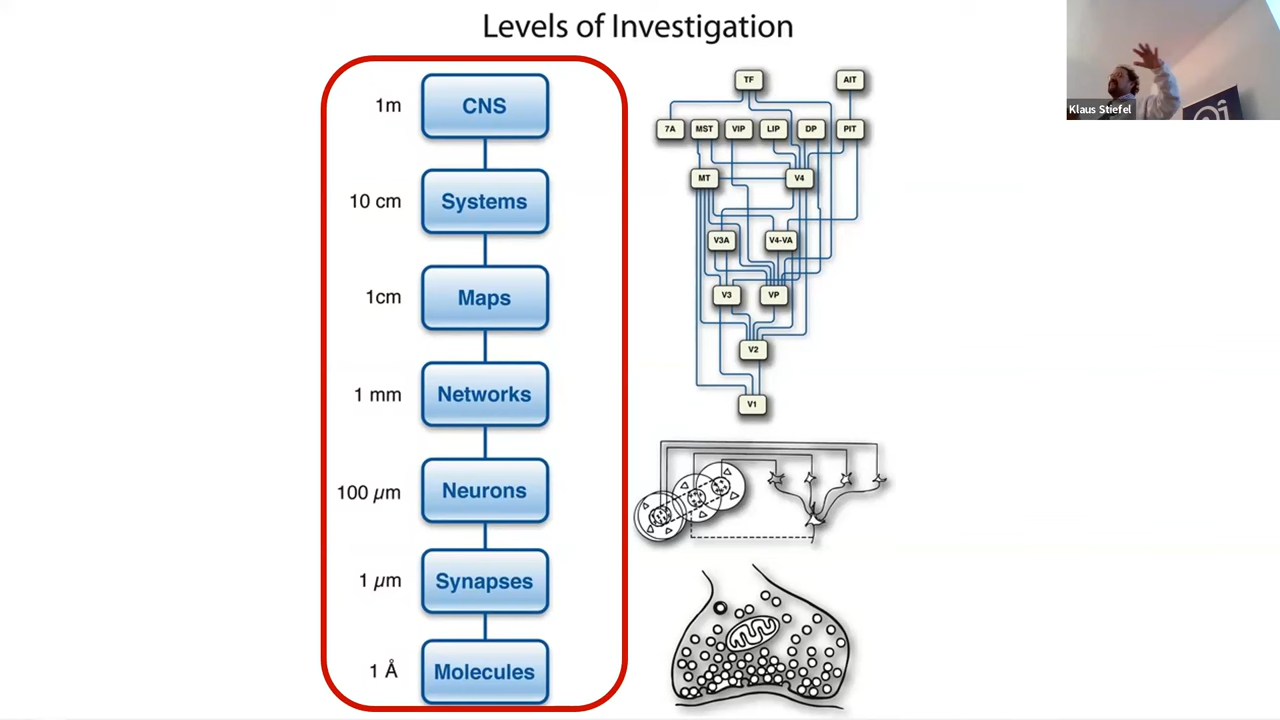 Levels of Investigation
1m
CNS
10 cm
Systems
1cm
Maps
1 mm
Networks
100 µm
Neurons
1 µm
Synapses
1 Å
Molecules
TF
AIT
7A
MST
VIP
LIP
DP
PIT
MT
V4
V3A
V4-VA
V3
VP
V2
V1
Klaus Stiefel